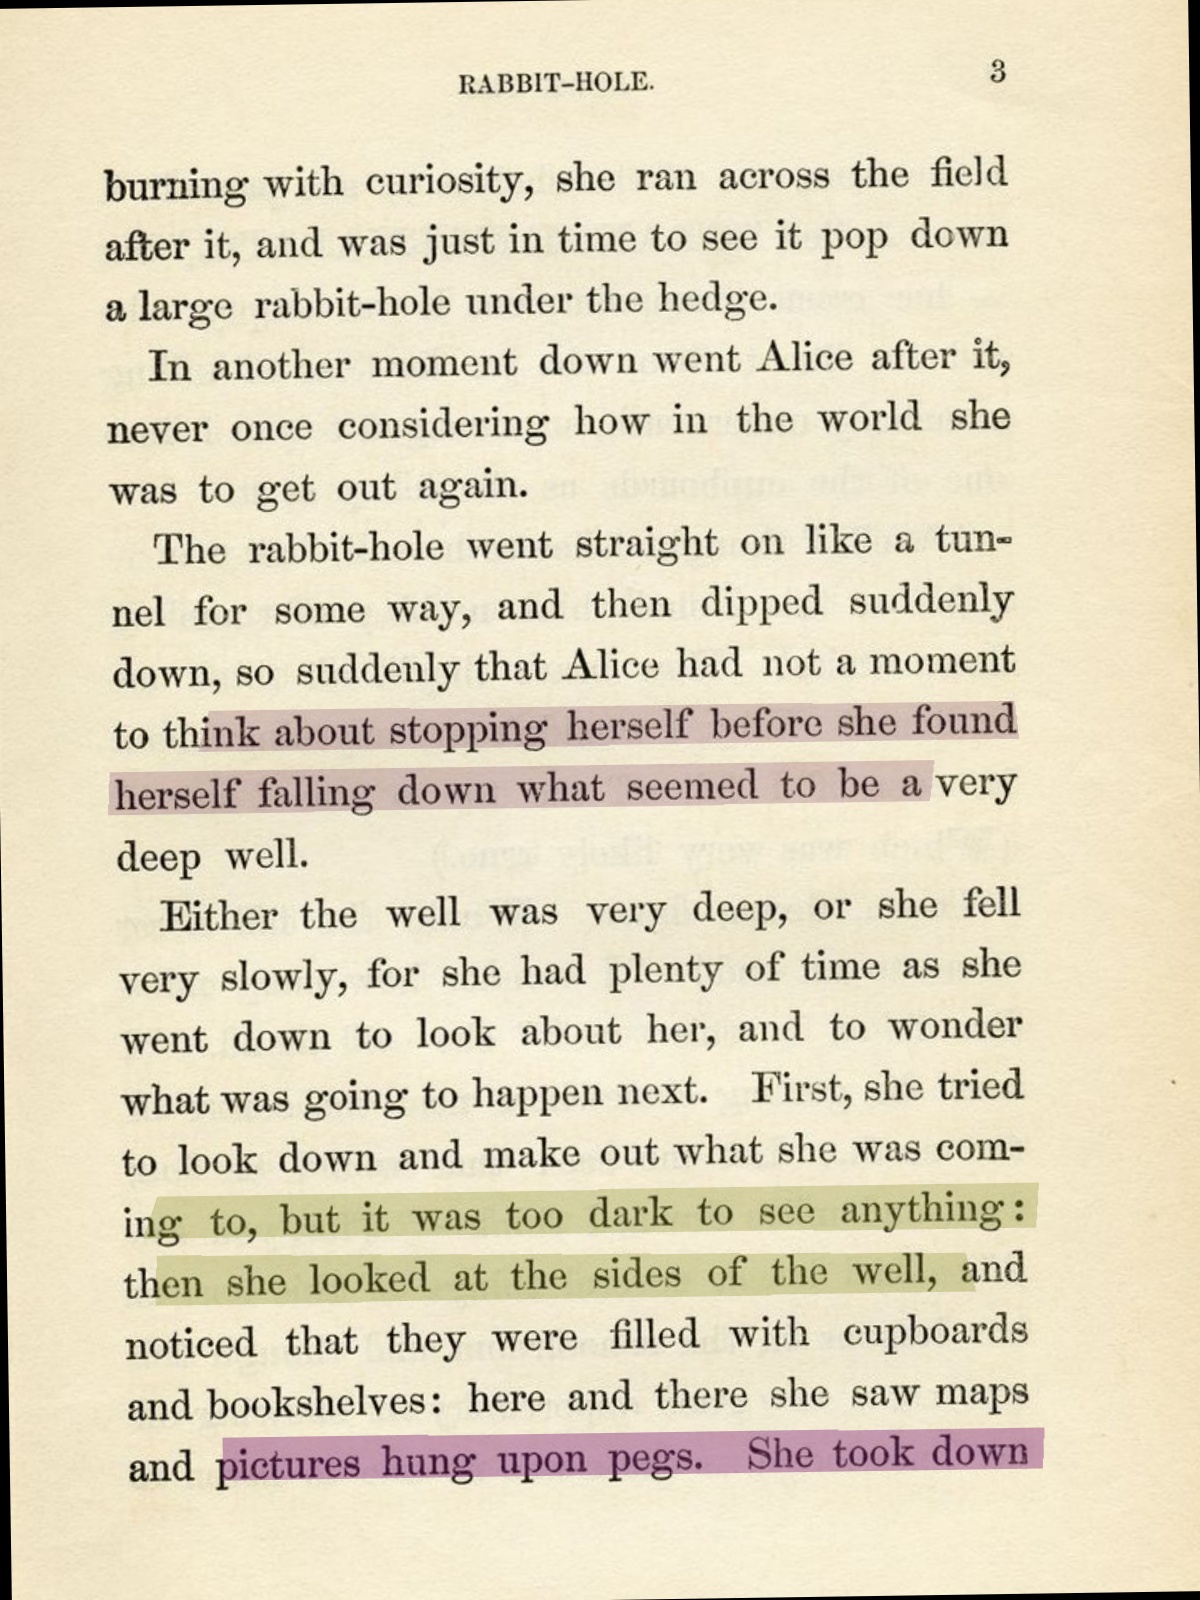 RABBIT-HOLE. 3
burning with curiosity, she ran across the field
after it, and was just in time to see it pop down
a large rabbit-hole under the hedge.
In another moment down went Alice after it,
never once considering how in the world she
was to get out again.
The rabbit-hole went straight on like a tun-
nel for some way, and then dipped suddenly
down, so suddenly that Alice had not a moment
to think about stopping herself before she found
herself falling down what seemed to be a very
deep well.
Either the well was very deep, or she fell
very slowly, for she had plenty of time as she
went down to look about her, and to wonder
what was going to happen next. First, she tried
to look down and make out what she was com-
ing to, but it was too dark to see anything:
then she looked at the sides of the well, and
noticed that they were filled with cupboards
and bookshelves: here and there she saw maps
and pictures hung upon pegs. She took down